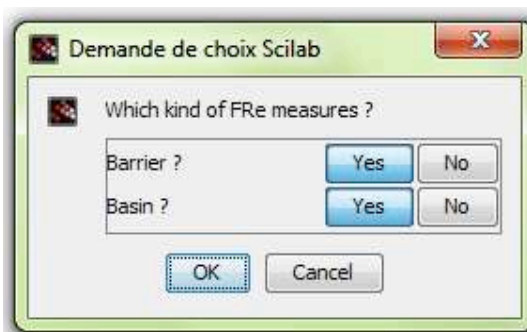 Demande de choix Scilab
Which kind of FRe measures ?
Barrier ? Yes No
Basin ? Yes No
OK Cancel